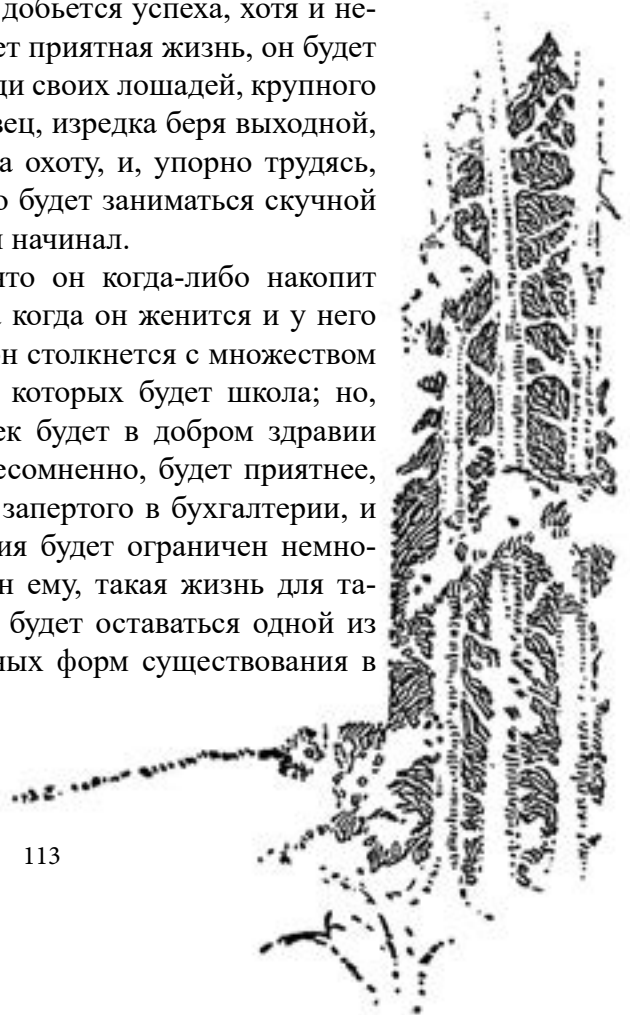 добьется успеха, хотя и не-
ет приятная жизнь, он будет
ди своих лошадей, крупного
вец, изредка беря выходной,
а охоту, и, упорно трудясь,
о будет заниматься скучной
и начинал.
что он когда-либо накопит
а когда он женится и у него
он столкнется с множеством
которых будет школа; но,
ек будет в добром здравии
есомненно, будет приятнее,
запертого в бухгалтерии, и
ия будет ограничен немно-
н ему, такая жизнь для та-
будет оставаться одной из
ных форм существования в
113